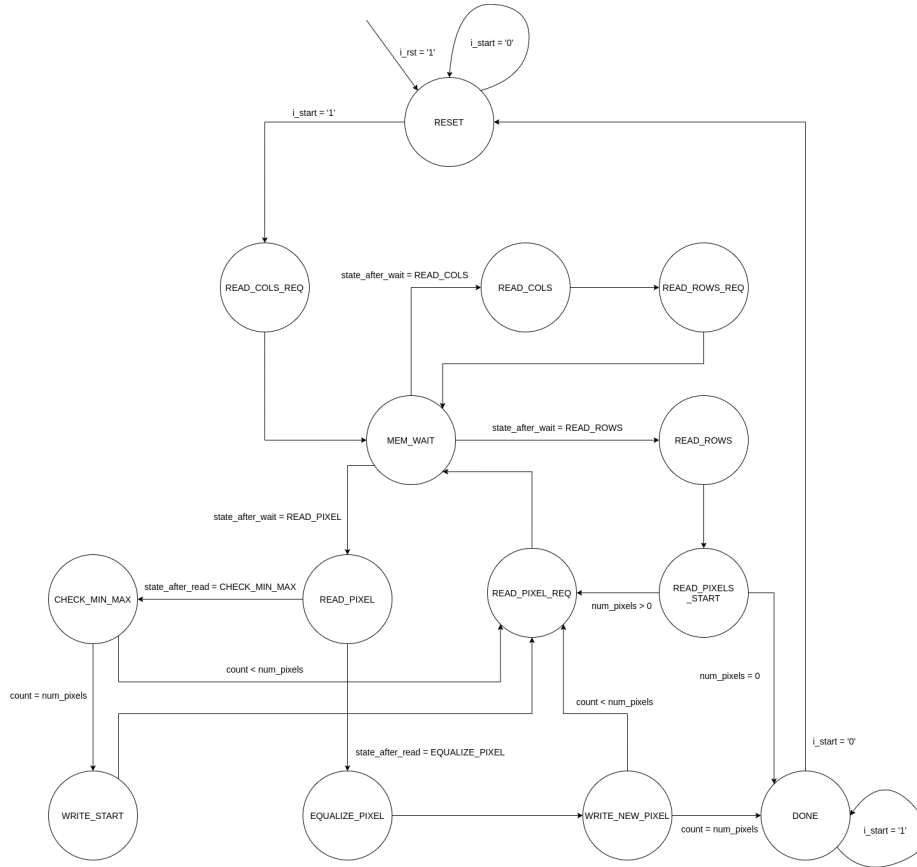 i_start = '0'
i_rst = '1'
i_start = '1'
RESET
READ_COLS_REQ
state_after_wait = READ_COLS
READ_COLS
READ_ROWS_REQ
MEM_WAIT
state_after_wait = READ_ROWS
READ_ROWS
state_after_wait = READ_PIXEL
CHECK_MIN_MAX
state_after_read = CHECK_MIN_MAX
READ_PIXEL
READ_PIXEL_REQ
num_pixels > 0
READ_PIXELS
_START
count < num_pixels
num_pixels = 0
count = num_pixels
count < num_pixels
i_start = '0'
state_after_read = EQUALIZE_PIXEL
WRITE_START
EQUALIZE_PIXEL
WRITE_NEW_PIXEL
count = num_pixels
DONE
i_start = '1'